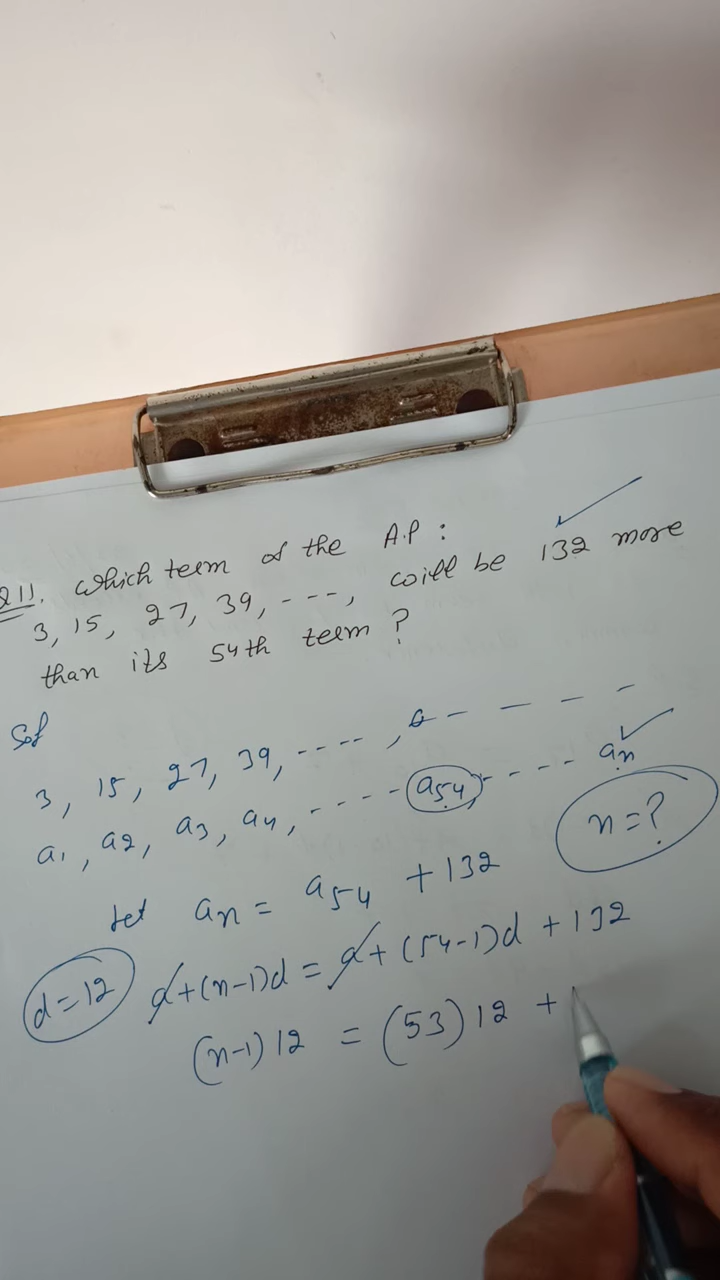 Q11. Which term of the A.P :
3, 15, 27, 39, ---, will be 132 more
than its 54th term ?
Sol
3, 15, 27, 39, ----, a - - - - -
a1, a2, a3, a4, ---- a54, ---- an
n = ?
Let an = a54 + 132
d = 12 a + (n-1)d = a + (54-1)d + 132
(n-1) 12 = (53) 12 +